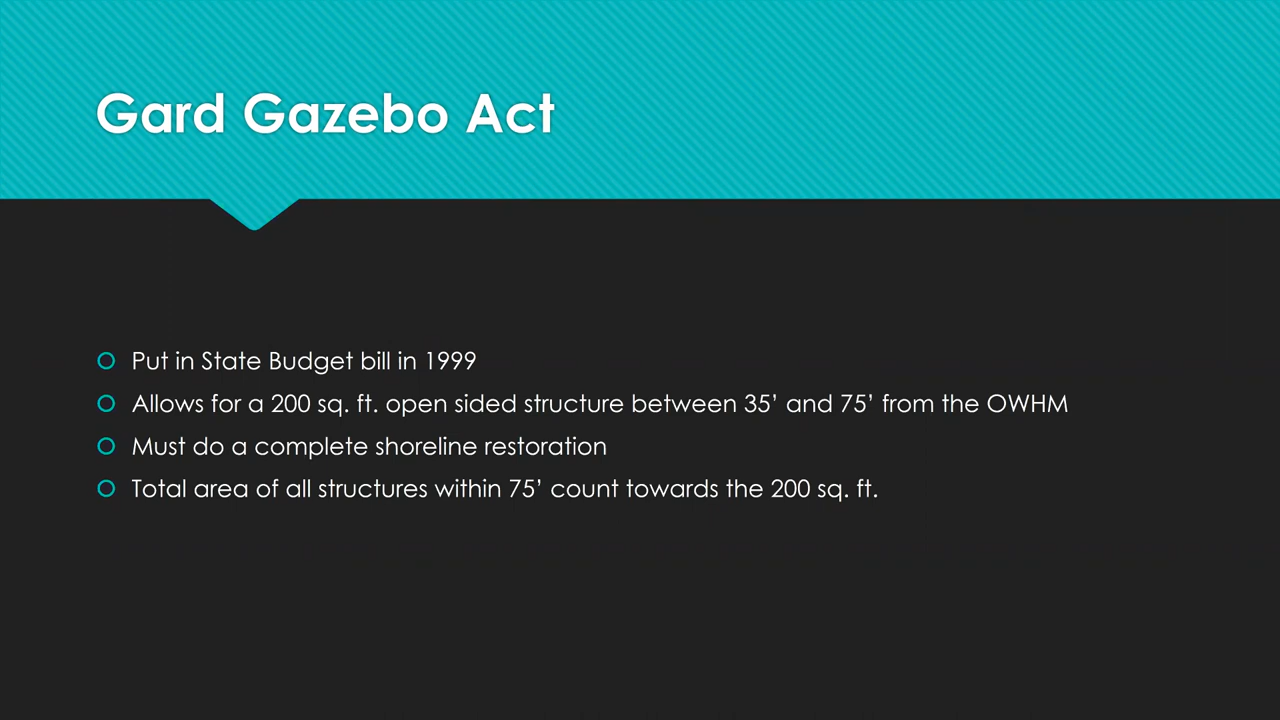 Gard Gazebo Act
Put in State Budget bill in 1999
Allows for a 200 sq. ft. open sided structure between 35’ and 75’ from the OWHM
Must do a complete shoreline restoration
Total area of all structures within 75’ count towards the 200 sq. ft.